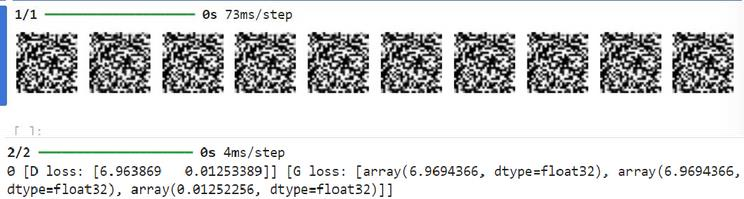 1/1 ━━━━━━━━━━━━━━━━━━━━ 0s 73ms/step
[ ]:
2/2 ━━━━━━━━━━━━━━━━━━━━ 0s 4ms/step
0 [D loss: [6.963869   0.01253389]] [G loss: [array(6.9694366, dtype=float32), array(6.9694366,
dtype=float32), array(0.01252256, dtype=float32)]]